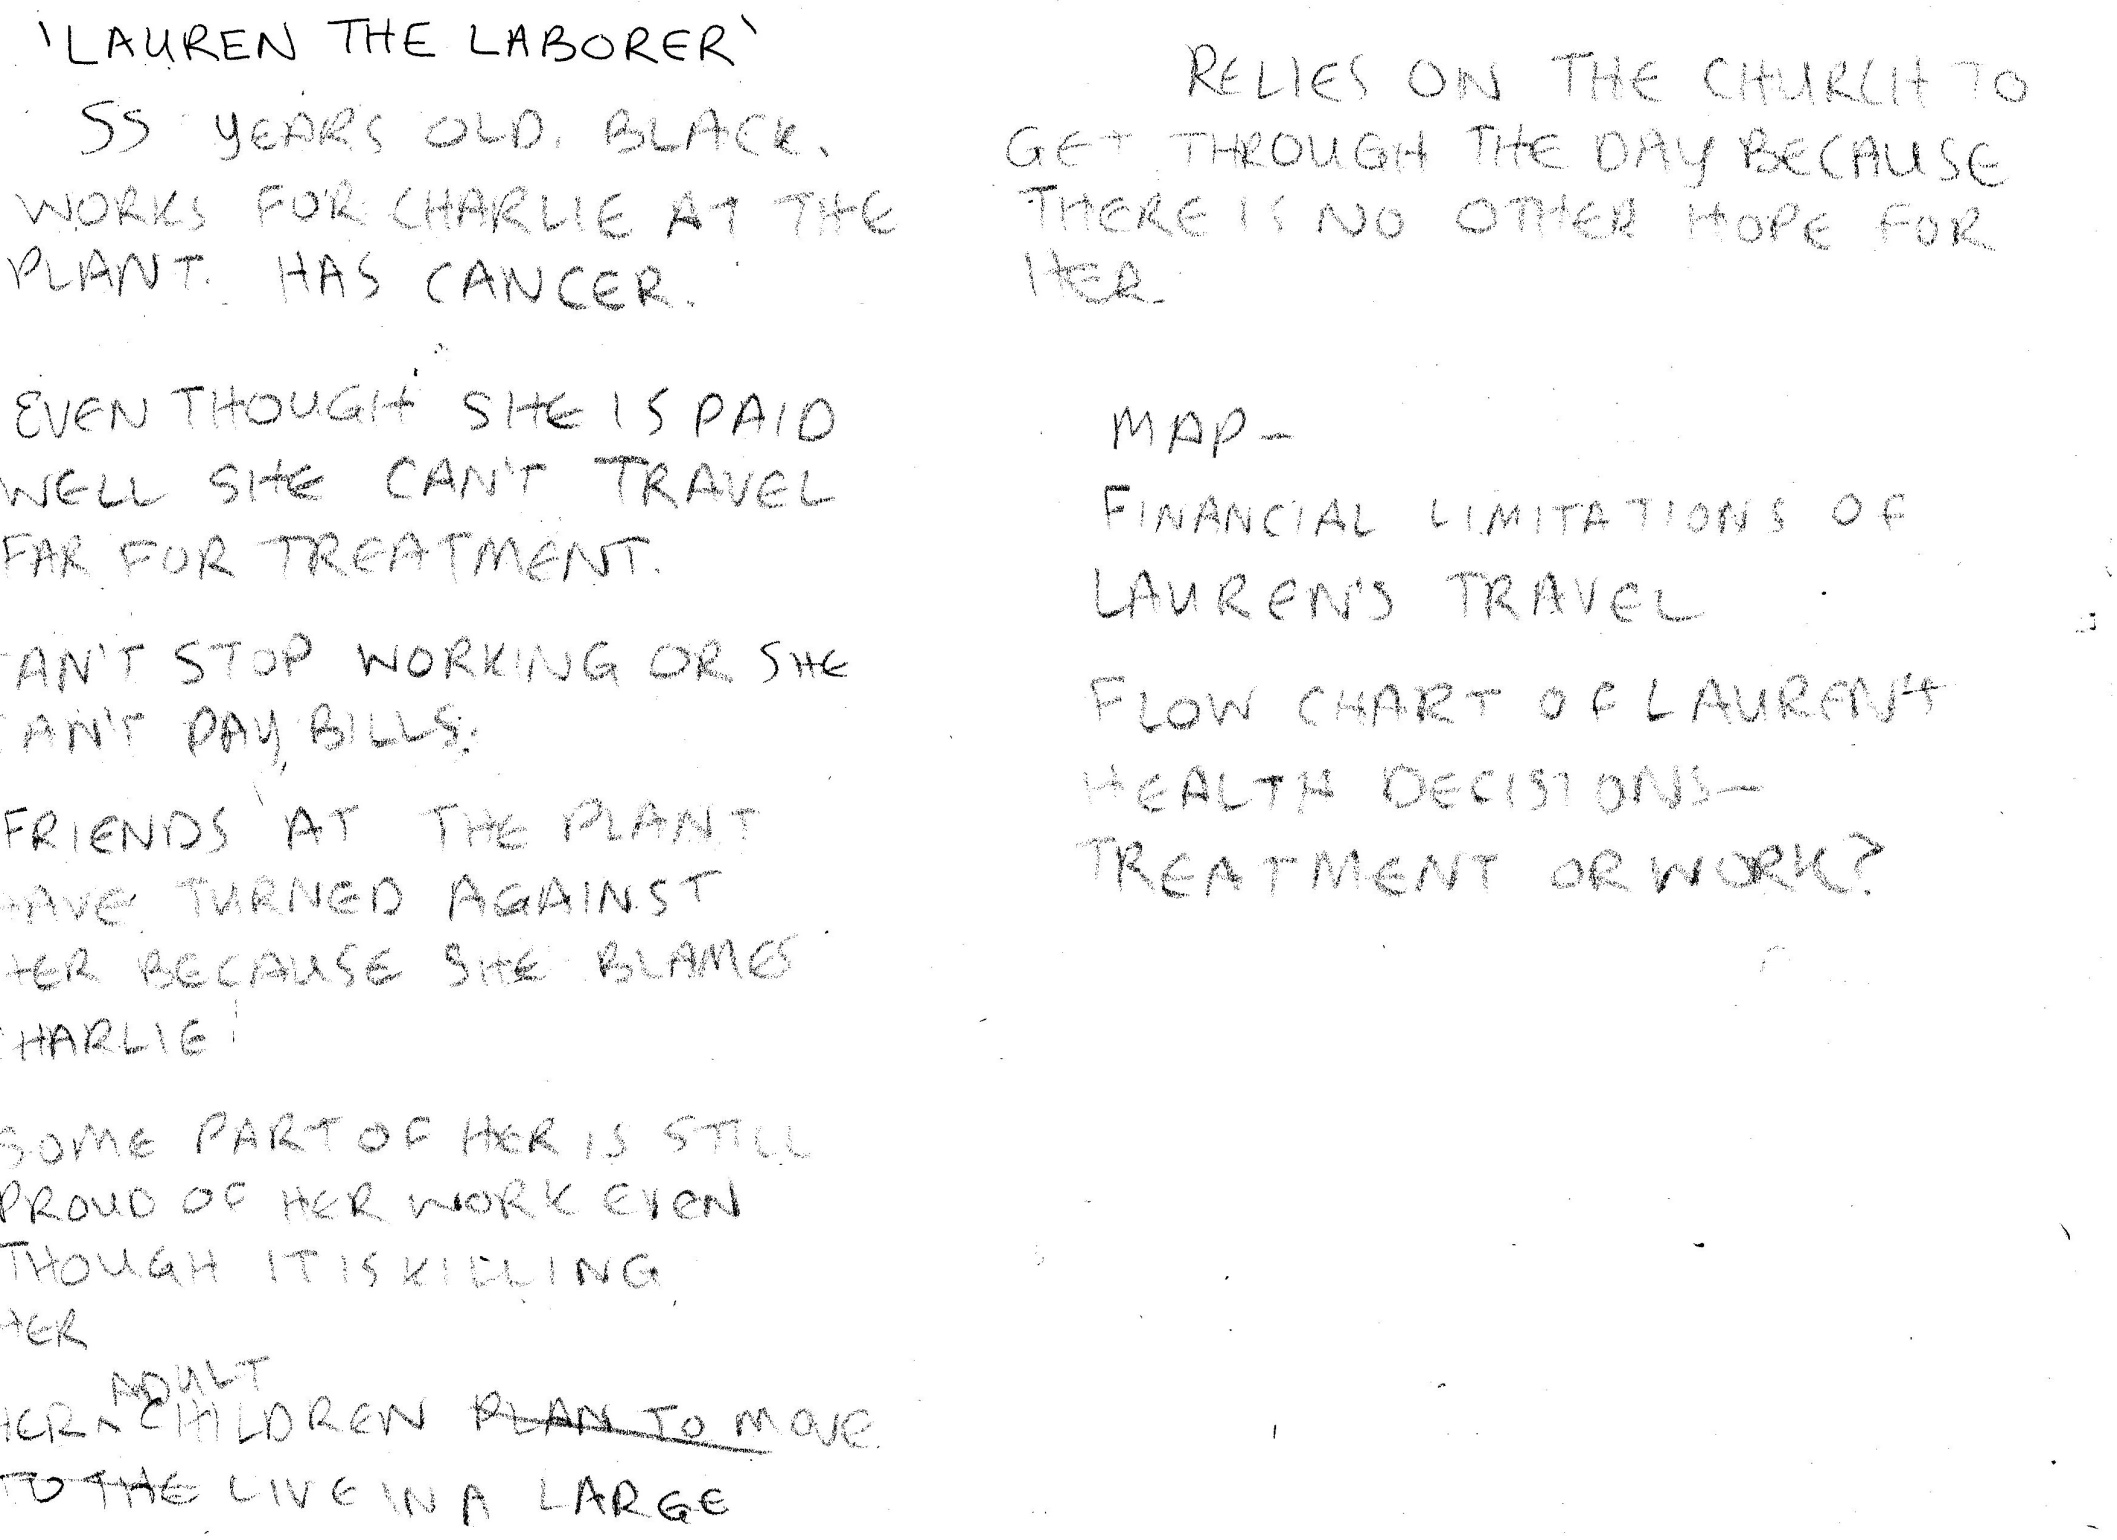 'LAUREN THE LABORER'
55 YEARS OLD. BLACK.
WORKS FOR CHARLIE AT THE
PLANT. HAS CANCER.
EVEN THOUGH SHE IS PAID
WELL SHE CAN'T TRAVEL
FAR FOR TREATMENT.
CAN'T STOP WORKING OR SHE
CAN'T PAY BILLS.
FRIENDS AT THE PLANT
HAVE TURNED AGAINST
HER BECAUSE SHE BLAMES
CHARLIE
SOME PART OF HER IS STILL
PROUD OF HER WORK EVEN
THOUGH IT IS KILLING
HER
ADULT
HER ^ CHILDREN PLAN TO MOVE
TO THE LIVE IN A LARGE
RELIES ON THE CHURCH TO
GET THROUGH THE DAY BECAUSE
THERE IS NO OTHER HOPE FOR
HER.
MAP-
FINANCIAL LIMITATIONS OF
LAUREN'S TRAVEL
FLOW CHART OF LAUREN'S
HEALTH DECISIONS-
TREATMENT OR WORK?